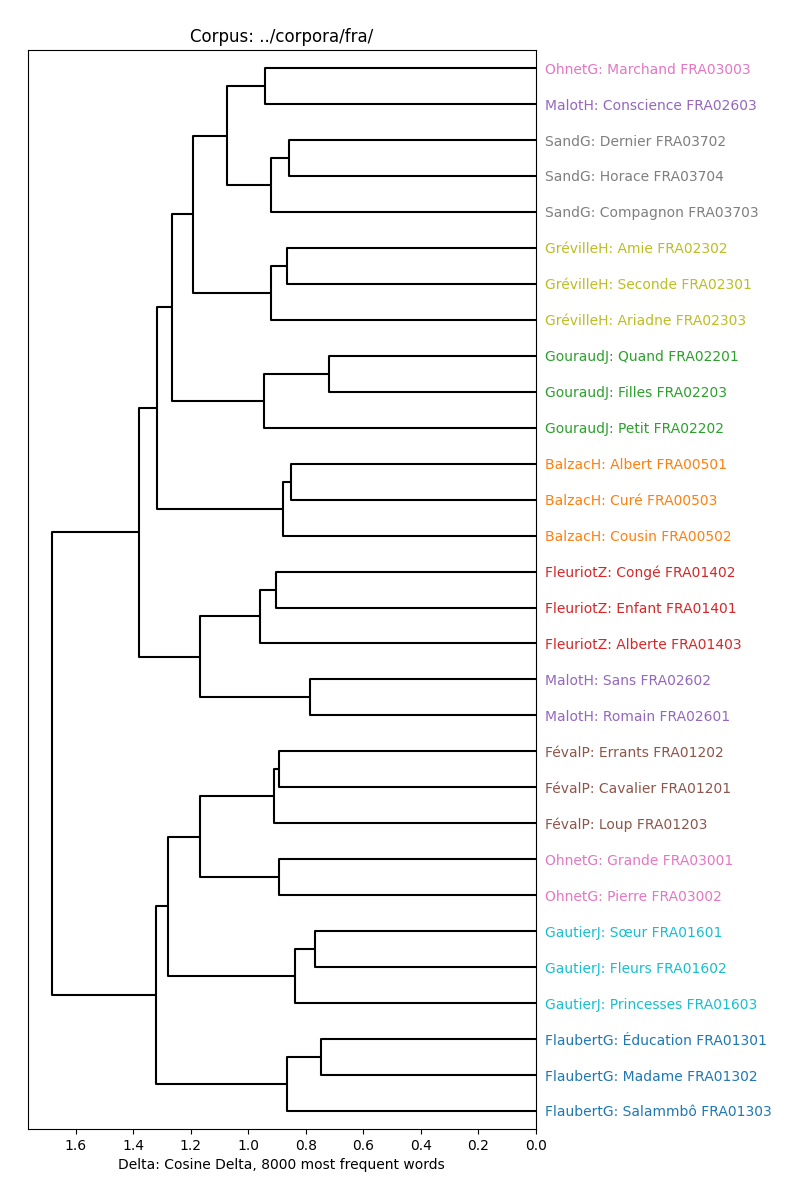 Corpus: ../corpora/fra/
OhnetG: Marchand FRA03003
MalotH: Conscience FRA02603
SandG: Dernier FRA03702
SandG: Horace FRA03704
SandG: Compagnon FRA03703
GrévilleH: Amie FRA02302
GrévilleH: Seconde FRA02301
GrévilleH: Ariadne FRA02303
GouraudJ: Quand FRA02201
GouraudJ: Filles FRA02203
GouraudJ: Petit FRA02202
BalzacH: Albert FRA00501
BalzacH: Curé FRA00503
BalzacH: Cousin FRA00502
FleuriotZ: Congé FRA01402
FleuriotZ: Enfant FRA01401
FleuriotZ: Alberte FRA01403
MalotH: Sans FRA02602
MalotH: Romain FRA02601
FévalP: Errants FRA01202
FévalP: Cavalier FRA01201
FévalP: Loup FRA01203
OhnetG: Grande FRA03001
OhnetG: Pierre FRA03002
GautierJ: Sœur FRA01601
GautierJ: Fleurs FRA01602
GautierJ: Princesses FRA01603
FlaubertG: Éducation FRA01301
FlaubertG: Madame FRA01302
FlaubertG: Salammbô FRA01303
1.6 1.4 1.2 1.0 0.8 0.6 0.4 0.2 0.0
Delta: Cosine Delta, 8000 most frequent words